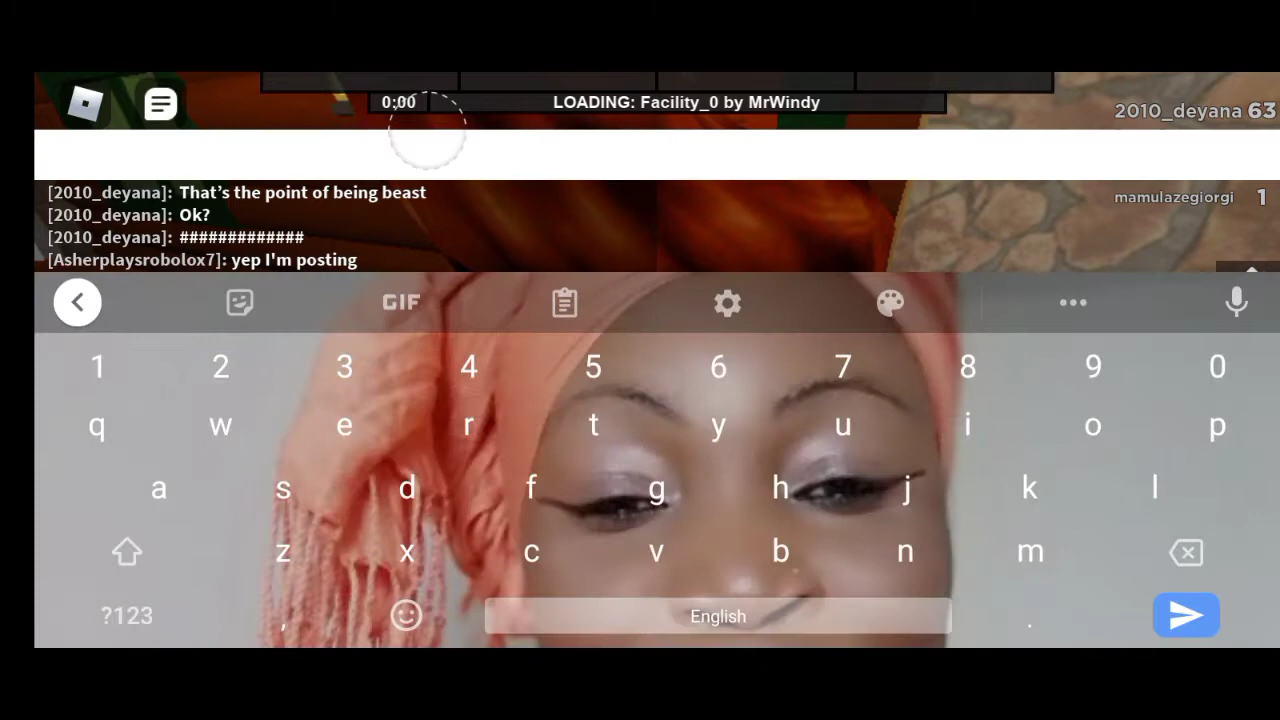 0;00 LOADING: Facility_0 by MrWindy
2010_deyana 63
[2010_deyana]: That’s the point of being beast
mamulazegiorgi 1
[2010_deyana]: Ok?
[2010_deyana]: #############
[Asherplaysrobolox7]: yep I'm posting
GIF
1 2 3 4 5 6 7 8 9 0
q w e r t y u i o p
a s d f g h j k l
z x c v b n m
?123 , English .